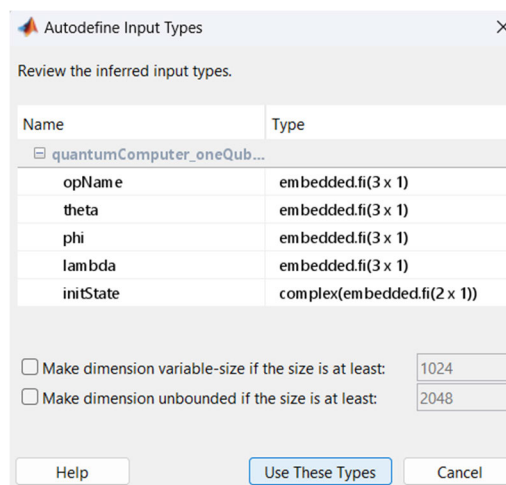 Autodefine Input Types
Review the inferred input types.
Name Type
quantumComputer_oneQub...
opName embedded.fi(3 x 1)
theta embedded.fi(3 x 1)
phi embedded.fi(3 x 1)
lambda embedded.fi(3 x 1)
initState complex(embedded.fi(2 x 1))
Make dimension variable-size if the size is at least: 1024
Make dimension unbounded if the size is at least: 2048
Help Use These Types Cancel